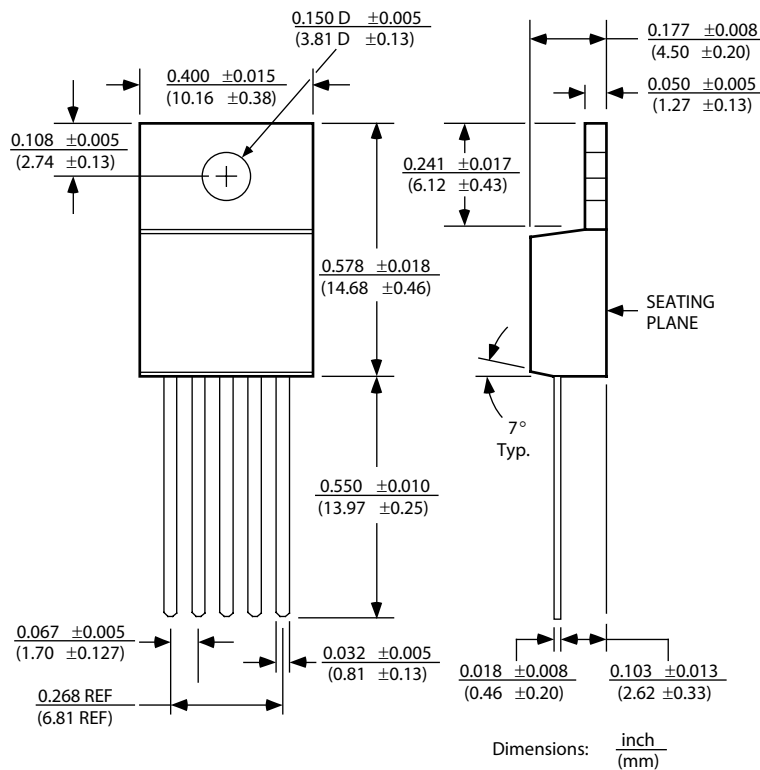 0.150 D ±0.005
(3.81 D ±0.13)
0.400 ±0.015
(10.16 ±0.38)
0.108 ±0.005
(2.74 ±0.13)
0.578 ±0.018
(14.68 ±0.46)
0.550 ±0.010
(13.97 ±0.25)
0.067 ±0.005
(1.70 ±0.127)
0.032 ±0.005
(0.81 ±0.13)
0.268 REF
(6.81 REF)
0.177 ±0.008
(4.50 ±0.20)
0.050 ±0.005
(1.27 ±0.13)
0.241 ±0.017
(6.12 ±0.43)
SEATING
PLANE
7°
Typ.
0.018 ±0.008
(0.46 ±0.20)
0.103 ±0.013
(2.62 ±0.33)
Dimensions: inch
(mm)